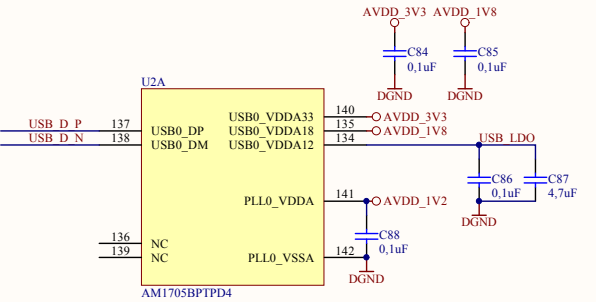 AVDD_3V3 AVDD_1V8
C84 C85
0,1uF 0,1uF
DGND DGND
U2A
USB_D_P 137 USB0_DP USB0_VDDA33 140 AVDD_3V3
USB_D_N 138 USB0_DM USB0_VDDA18 135 AVDD_1V8
USB0_VDDA12 134 USB_LDO
C86 C87
0,1uF 4,7uF
DGND
PLL0_VDDA 141 AVDD_1V2
C88
0,1uF
136 NC
139 NC PLL0_VSSA 142
DGND
AM1705BPTPD4